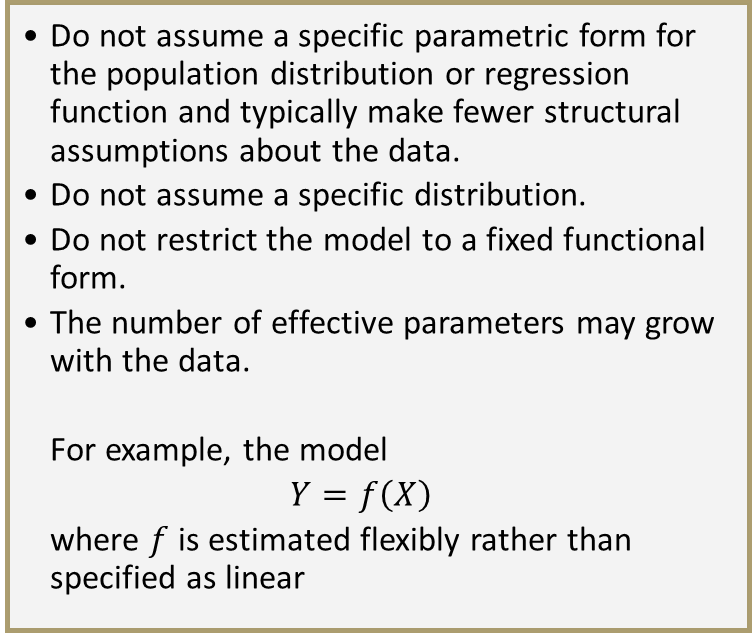 • Do not assume a specific parametric form for
the population distribution or regression
function and typically make fewer structural
assumptions about the data.
• Do not assume a specific distribution.
• Do not restrict the model to a fixed functional
form.
• The number of effective parameters may grow
with the data.
For example, the model
Y = f(X)
where f is estimated flexibly rather than
specified as linear